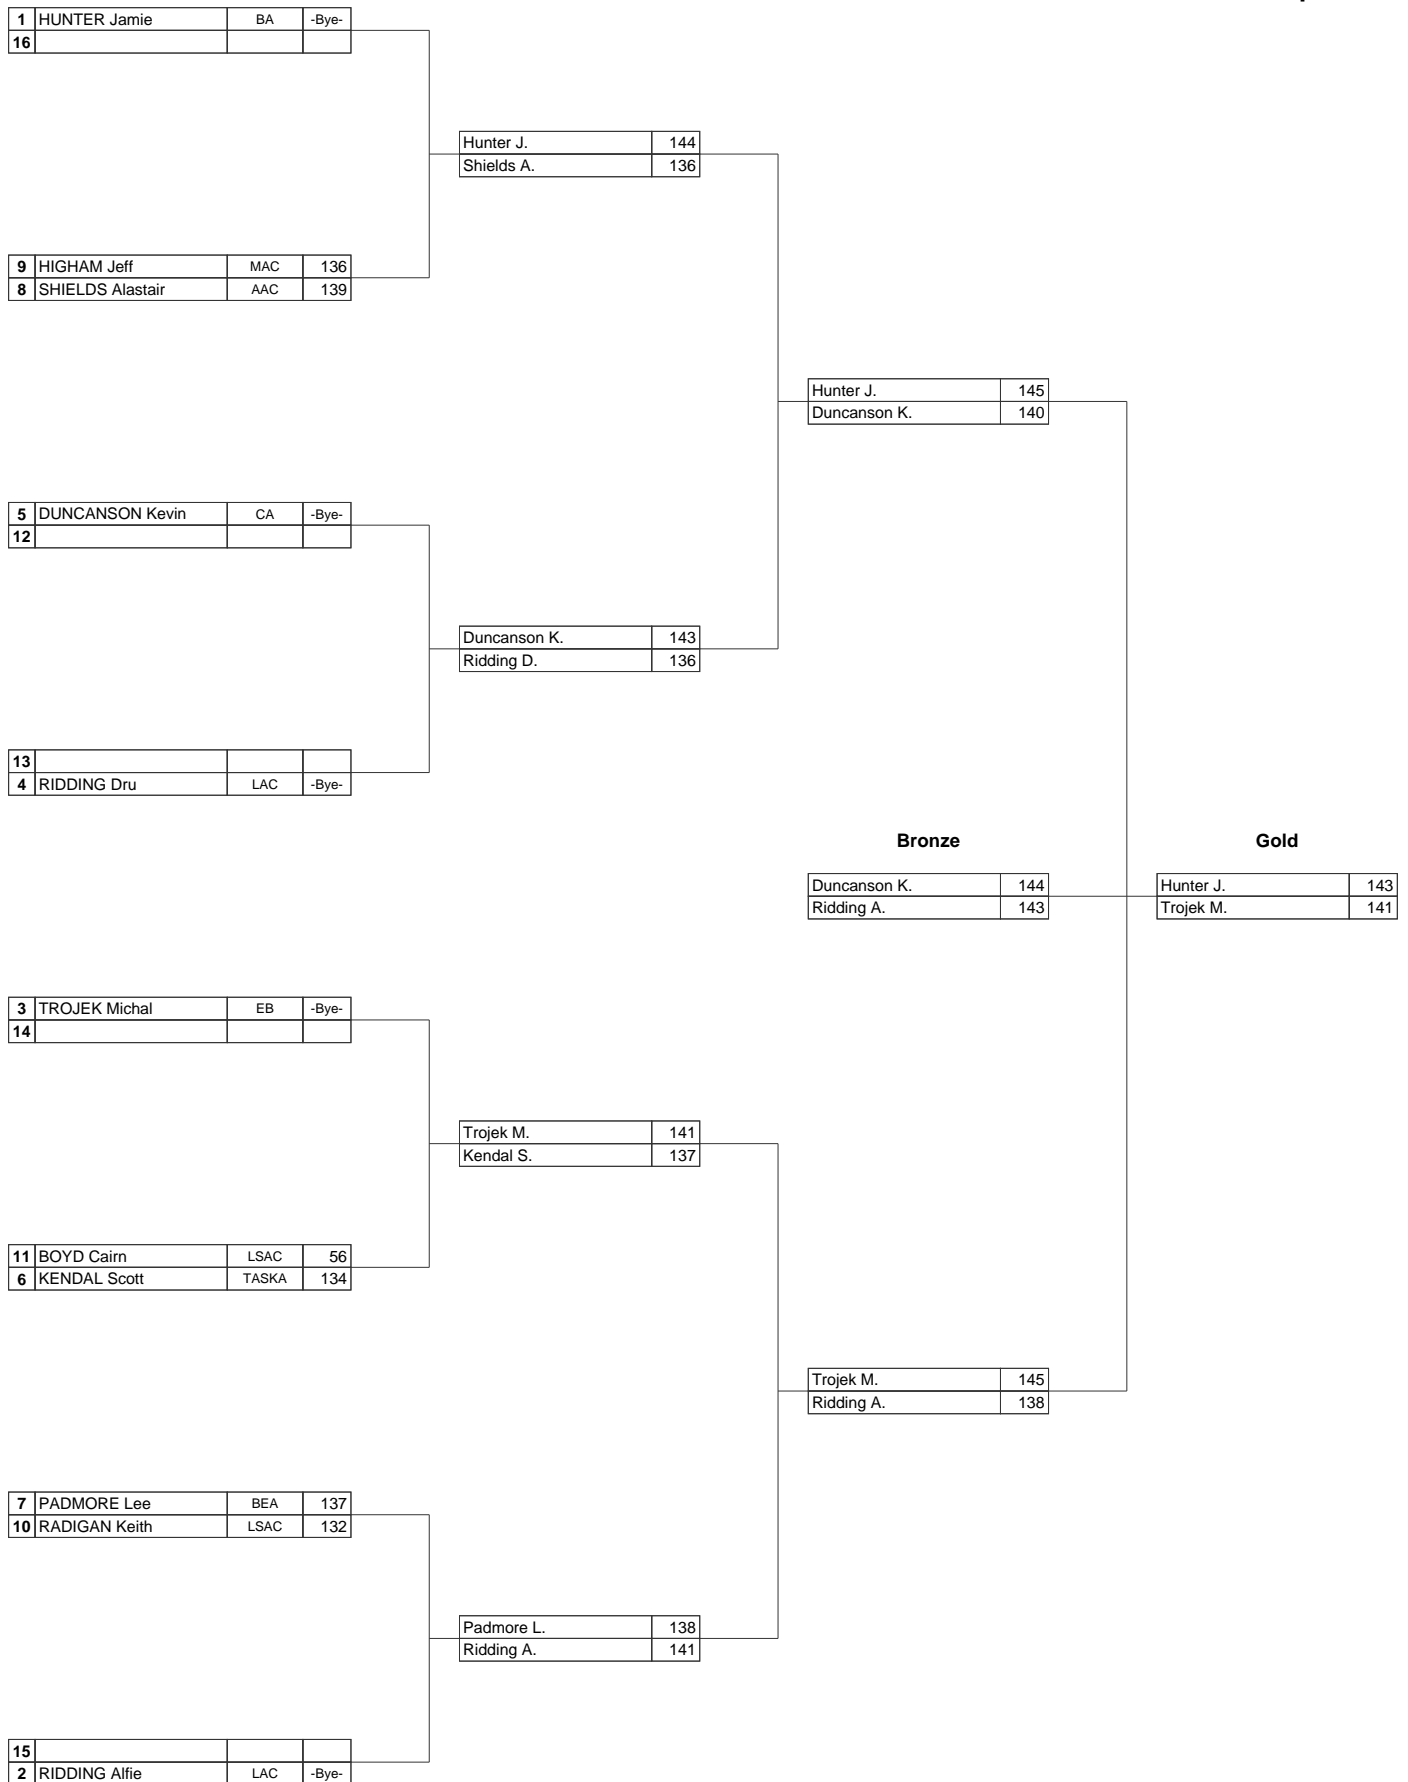 1 HUNTER Jamie BA -Bye-
16
Hunter J. 144
Shields A. 136
9 HIGHAM Jeff MAC 136
8 SHIELDS Alastair AAC 139
Hunter J. 145
Duncanson K. 140
5 DUNCANSON Kevin CA -Bye-
12
Duncanson K. 143
Ridding D. 136
13
4 RIDDING Dru LAC -Bye-
Bronze Gold
Duncanson K. 144 Hunter J. 143
Ridding A. 143 Trojek M. 141
3 TROJEK Michal EB -Bye-
14
Trojek M. 141
Kendal S. 137
11 BOYD Cairn LSAC 56
6 KENDAL Scott TASKA 134
Trojek M. 145
Ridding A. 138
7 PADMORE Lee BEA 137
10 RADIGAN Keith LSAC 132
Padmore L. 138
Ridding A. 141
15
2 RIDDING Alfie LAC -Bye-